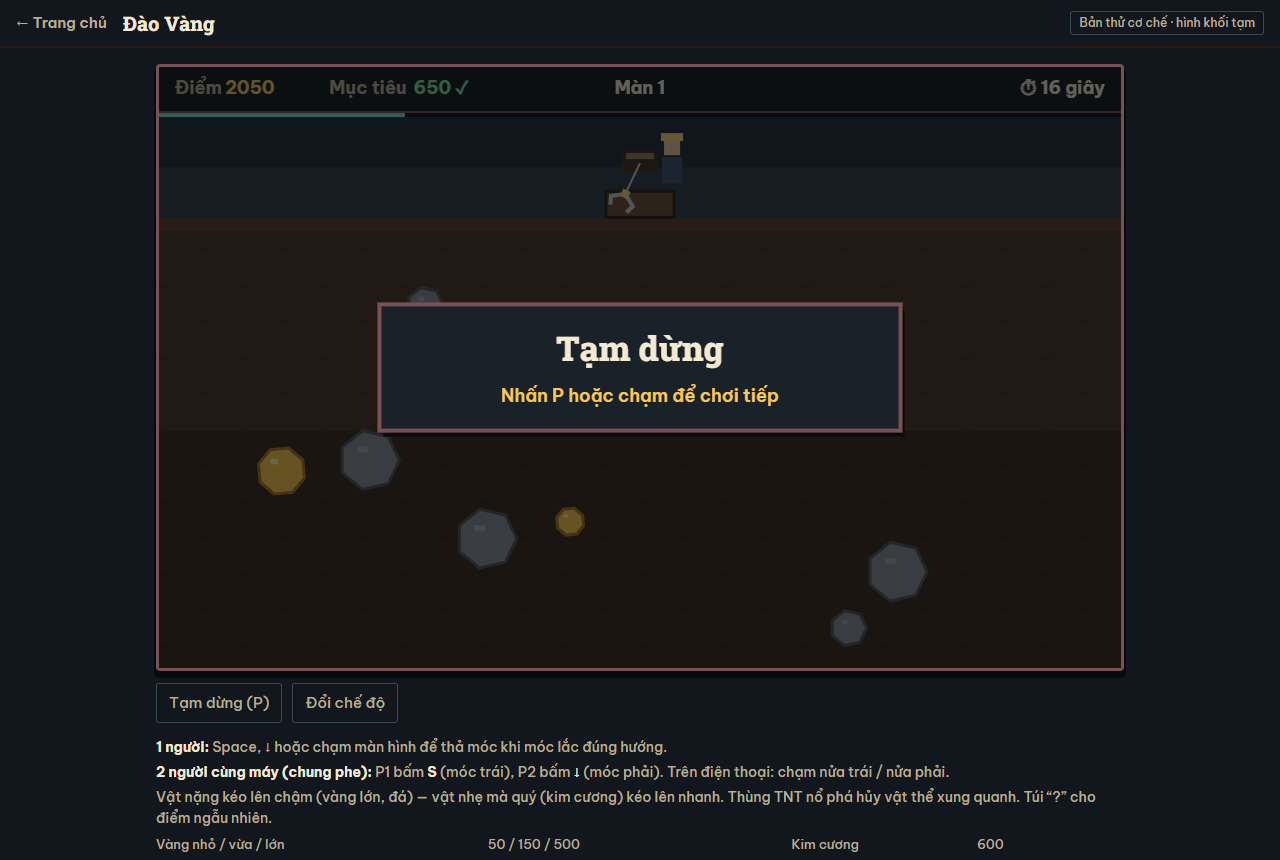 ← Trang chủ Đào Vàng Bản thử cơ chế · hình khối tạm
Điểm 2050 Mục tiêu 650 ✓ Màn 1 ⏱ 16 giây
Tạm dừng
Nhấn P hoặc chạm để chơi tiếp
Tạm dừng (P) Đổi chế độ
1 người: Space, ↓ hoặc chạm màn hình để thả móc khi móc lắc đúng hướng.
2 người cùng máy (chung phe): P1 bấm S (móc trái), P2 bấm ↓ (móc phải). Trên điện thoại: chạm nửa trái / nửa phải.
Vật nặng kéo lên chậm (vàng lớn, đá) — vật nhẹ mà quý (kim cương) kéo lên nhanh. Thùng TNT nổ phá hủy vật thể xung quanh. Túi “?” cho
điểm ngẫu nhiên.
Vàng nhỏ / vừa / lớn 50 / 150 / 500 Kim cương 600